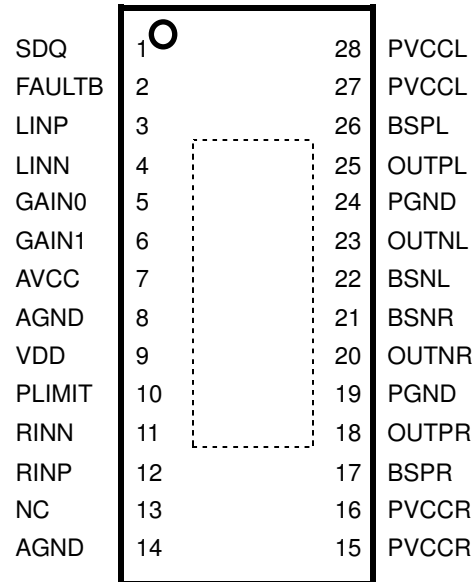 SDQ 1 28 PVCCL
FAULTB 2 27 PVCCL
LINP 3 26 BSPL
LINN 4 25 OUTPL
GAIN0 5 24 PGND
GAIN1 6 23 OUTNL
AVCC 7 22 BSNL
AGND 8 21 BSNR
VDD 9 20 OUTNR
PLIMIT 10 19 PGND
RINN 11 18 OUTPR
RINP 12 17 BSPR
NC 13 16 PVCCR
AGND 14 15 PVCCR